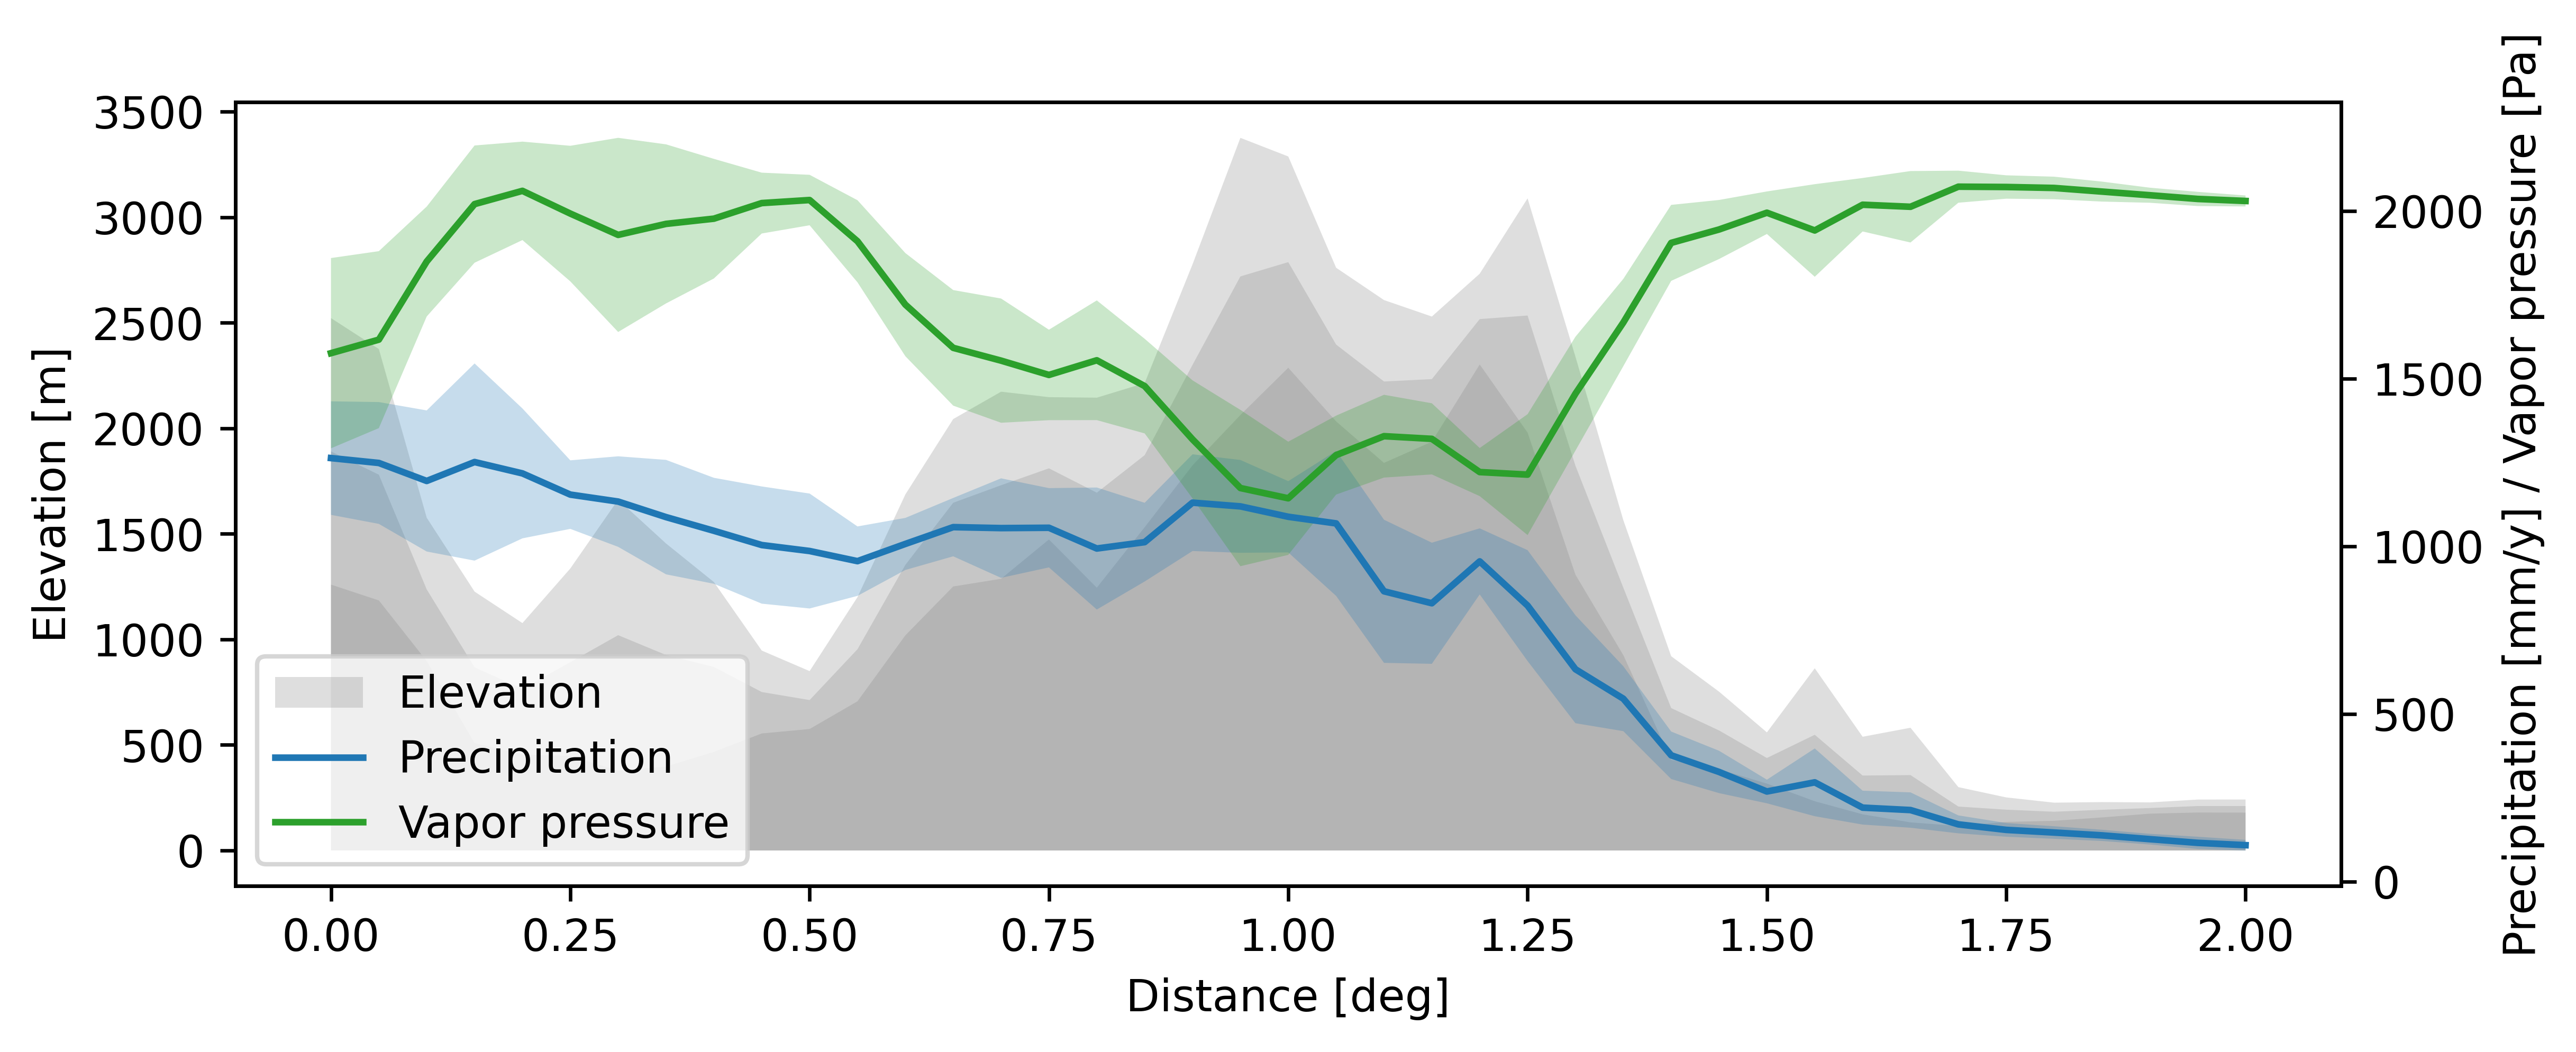 3500
3000
2500
2000
1500
1000
500
0
Elevation [m]
2000
1500
1000
500
0
Precipitation [mm/y] / Vapor pressure [Pa]
Elevation
Precipitation
Vapor pressure
0.00 0.25 0.50 0.75 1.00 1.25 1.50 1.75 2.00
Distance [deg]